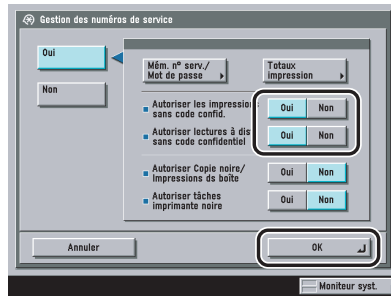 Gestion des numéros de service
Oui
Non
Mém. nº serv./
Mot de passe
Totaux
impression
Autoriser les impressions
sans code confid.
Oui Non
Autoriser lectures à dis
sans code confidentiel
Oui Non
Autoriser Copie noire/
Impressions ds boîte
Oui Non
Autoriser tâches
imprimante noire
Oui Non
Annuler
OK
Moniteur syst.